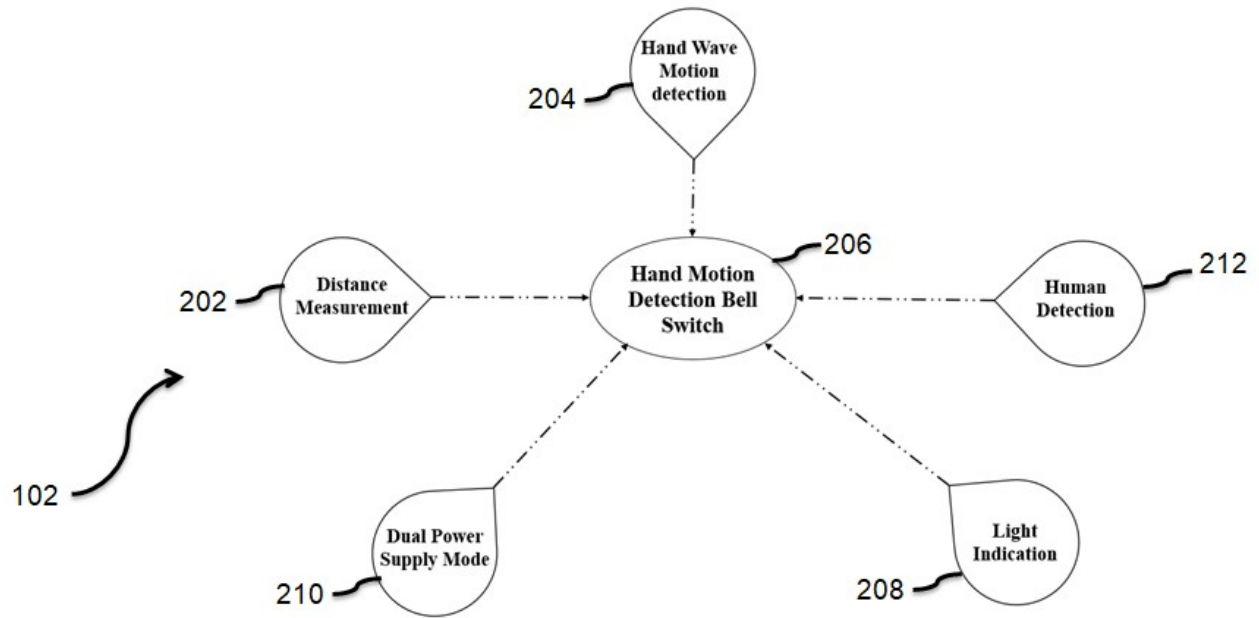 Hand Wave
Motion
detection
204
206
Hand Motion
Detection Bell
Switch
212
Human
Detection
202
Distance
Measurement
102
Dual Power
Supply Mode
210
Light
Indication
208